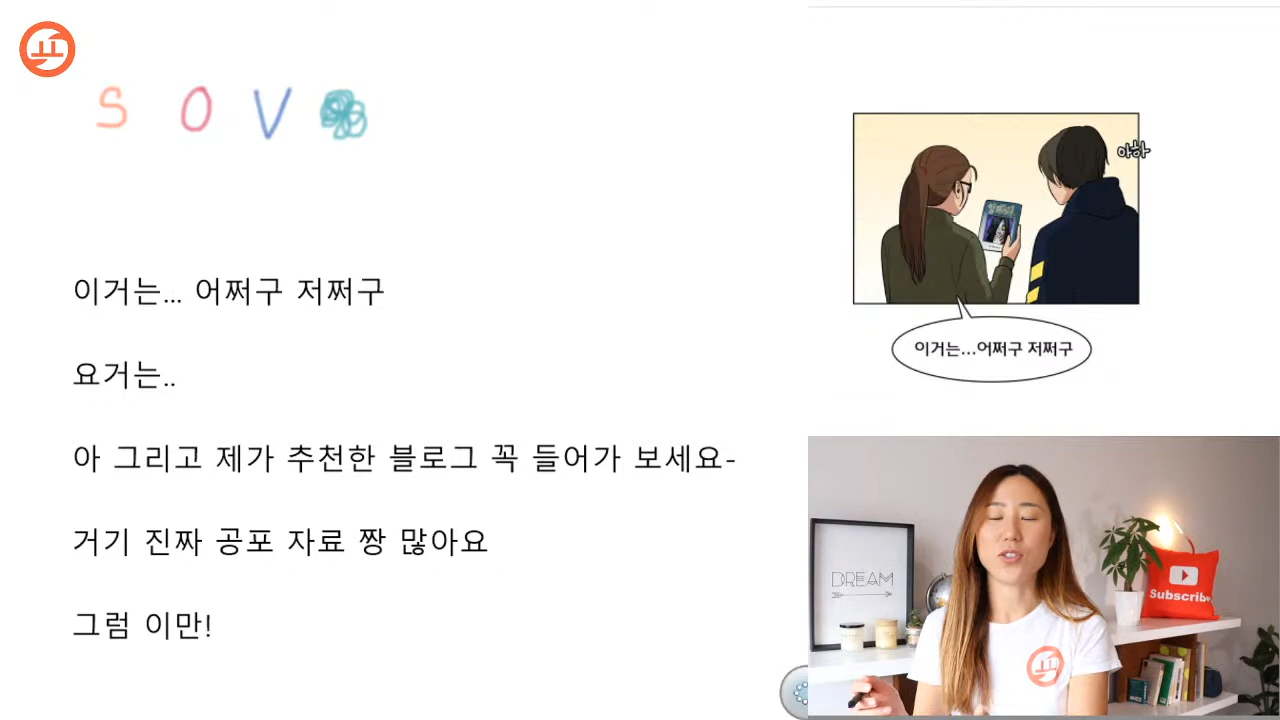 S O V
이거는... 어쩌구 저쩌구
요거는..
아 그리고 제가 추천한 블로그 꼭 들어가 보세요-
거기 진짜 공포 자료 짱 많아요
그럼 이만!
아하
이거는...어쩌구 저쩌구
DREAM
Subscribe